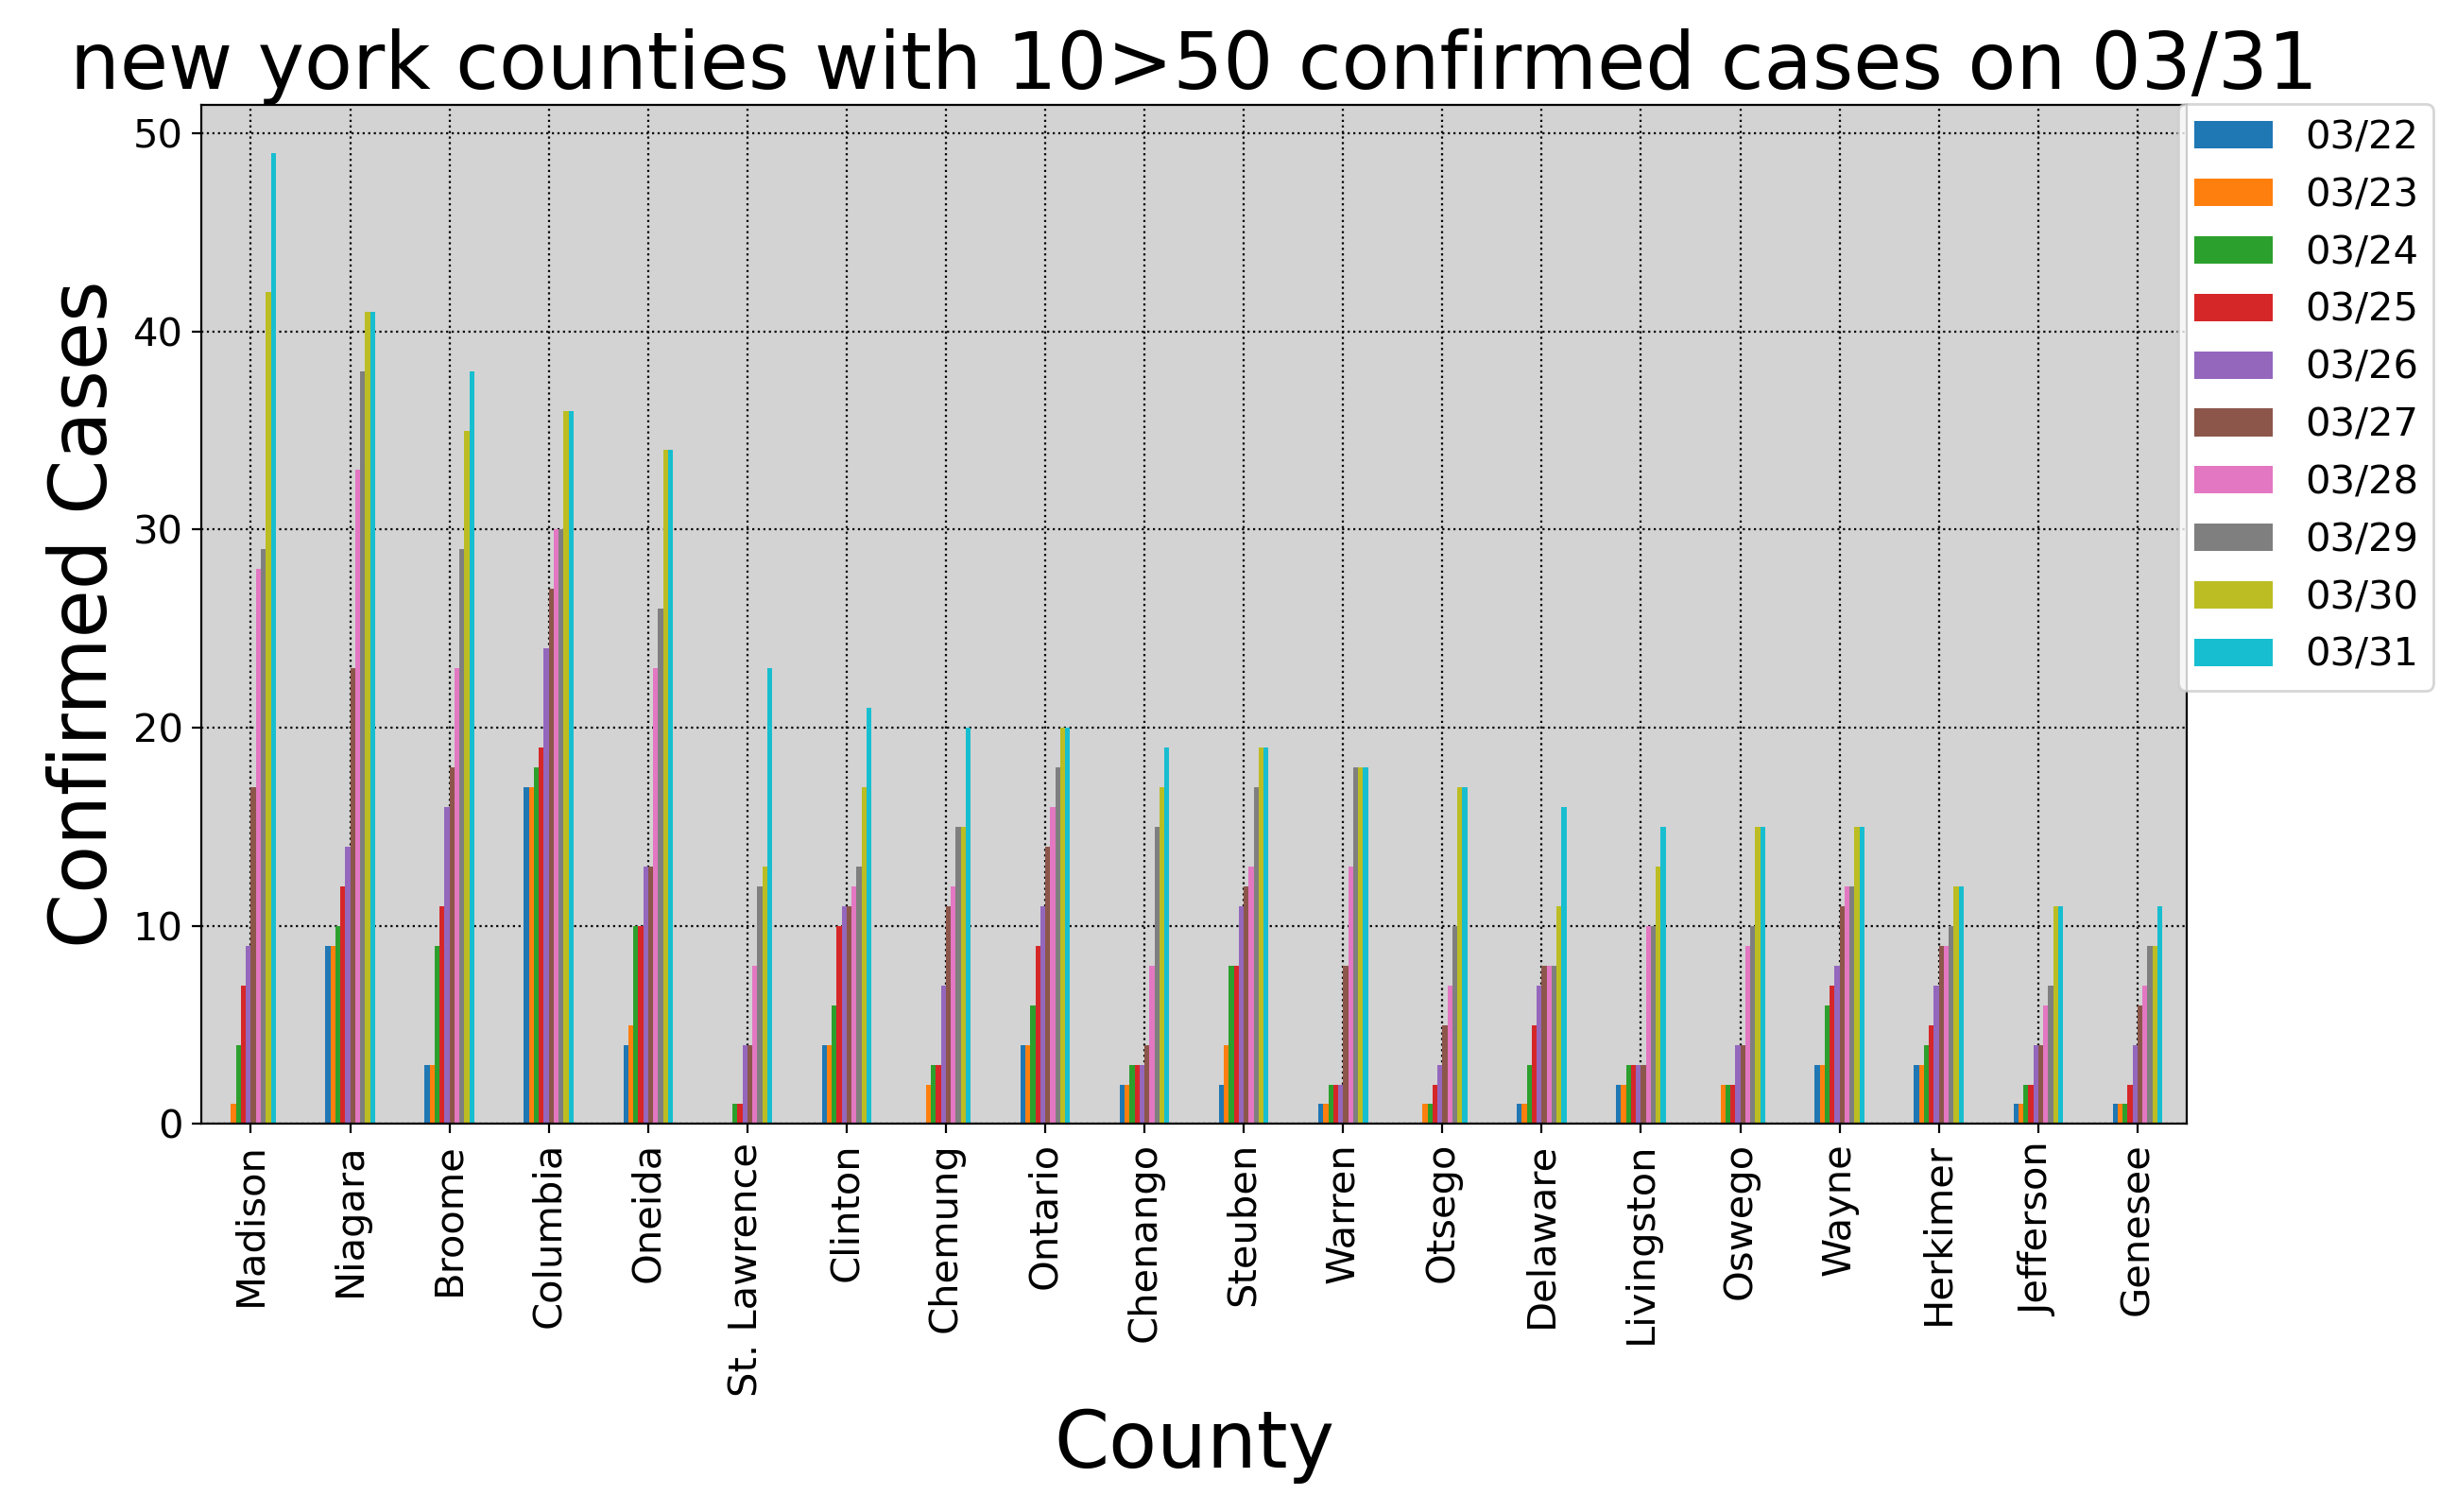 new york counties with 10>50 confirmed cases on 03/31
Confirmed Cases
50
40
30
20
10
0
03/22
03/23
03/24
03/25
03/26
03/27
03/28
03/29
03/30
03/31
Madison
Niagara
Broome
Columbia
Oneida
St. Lawrence
Clinton
Chemung
Ontario
Chenango
Steuben
Warren
Otsego
Delaware
Livingston
Oswego
Wayne
Herkimer
Jefferson
Genesee
County